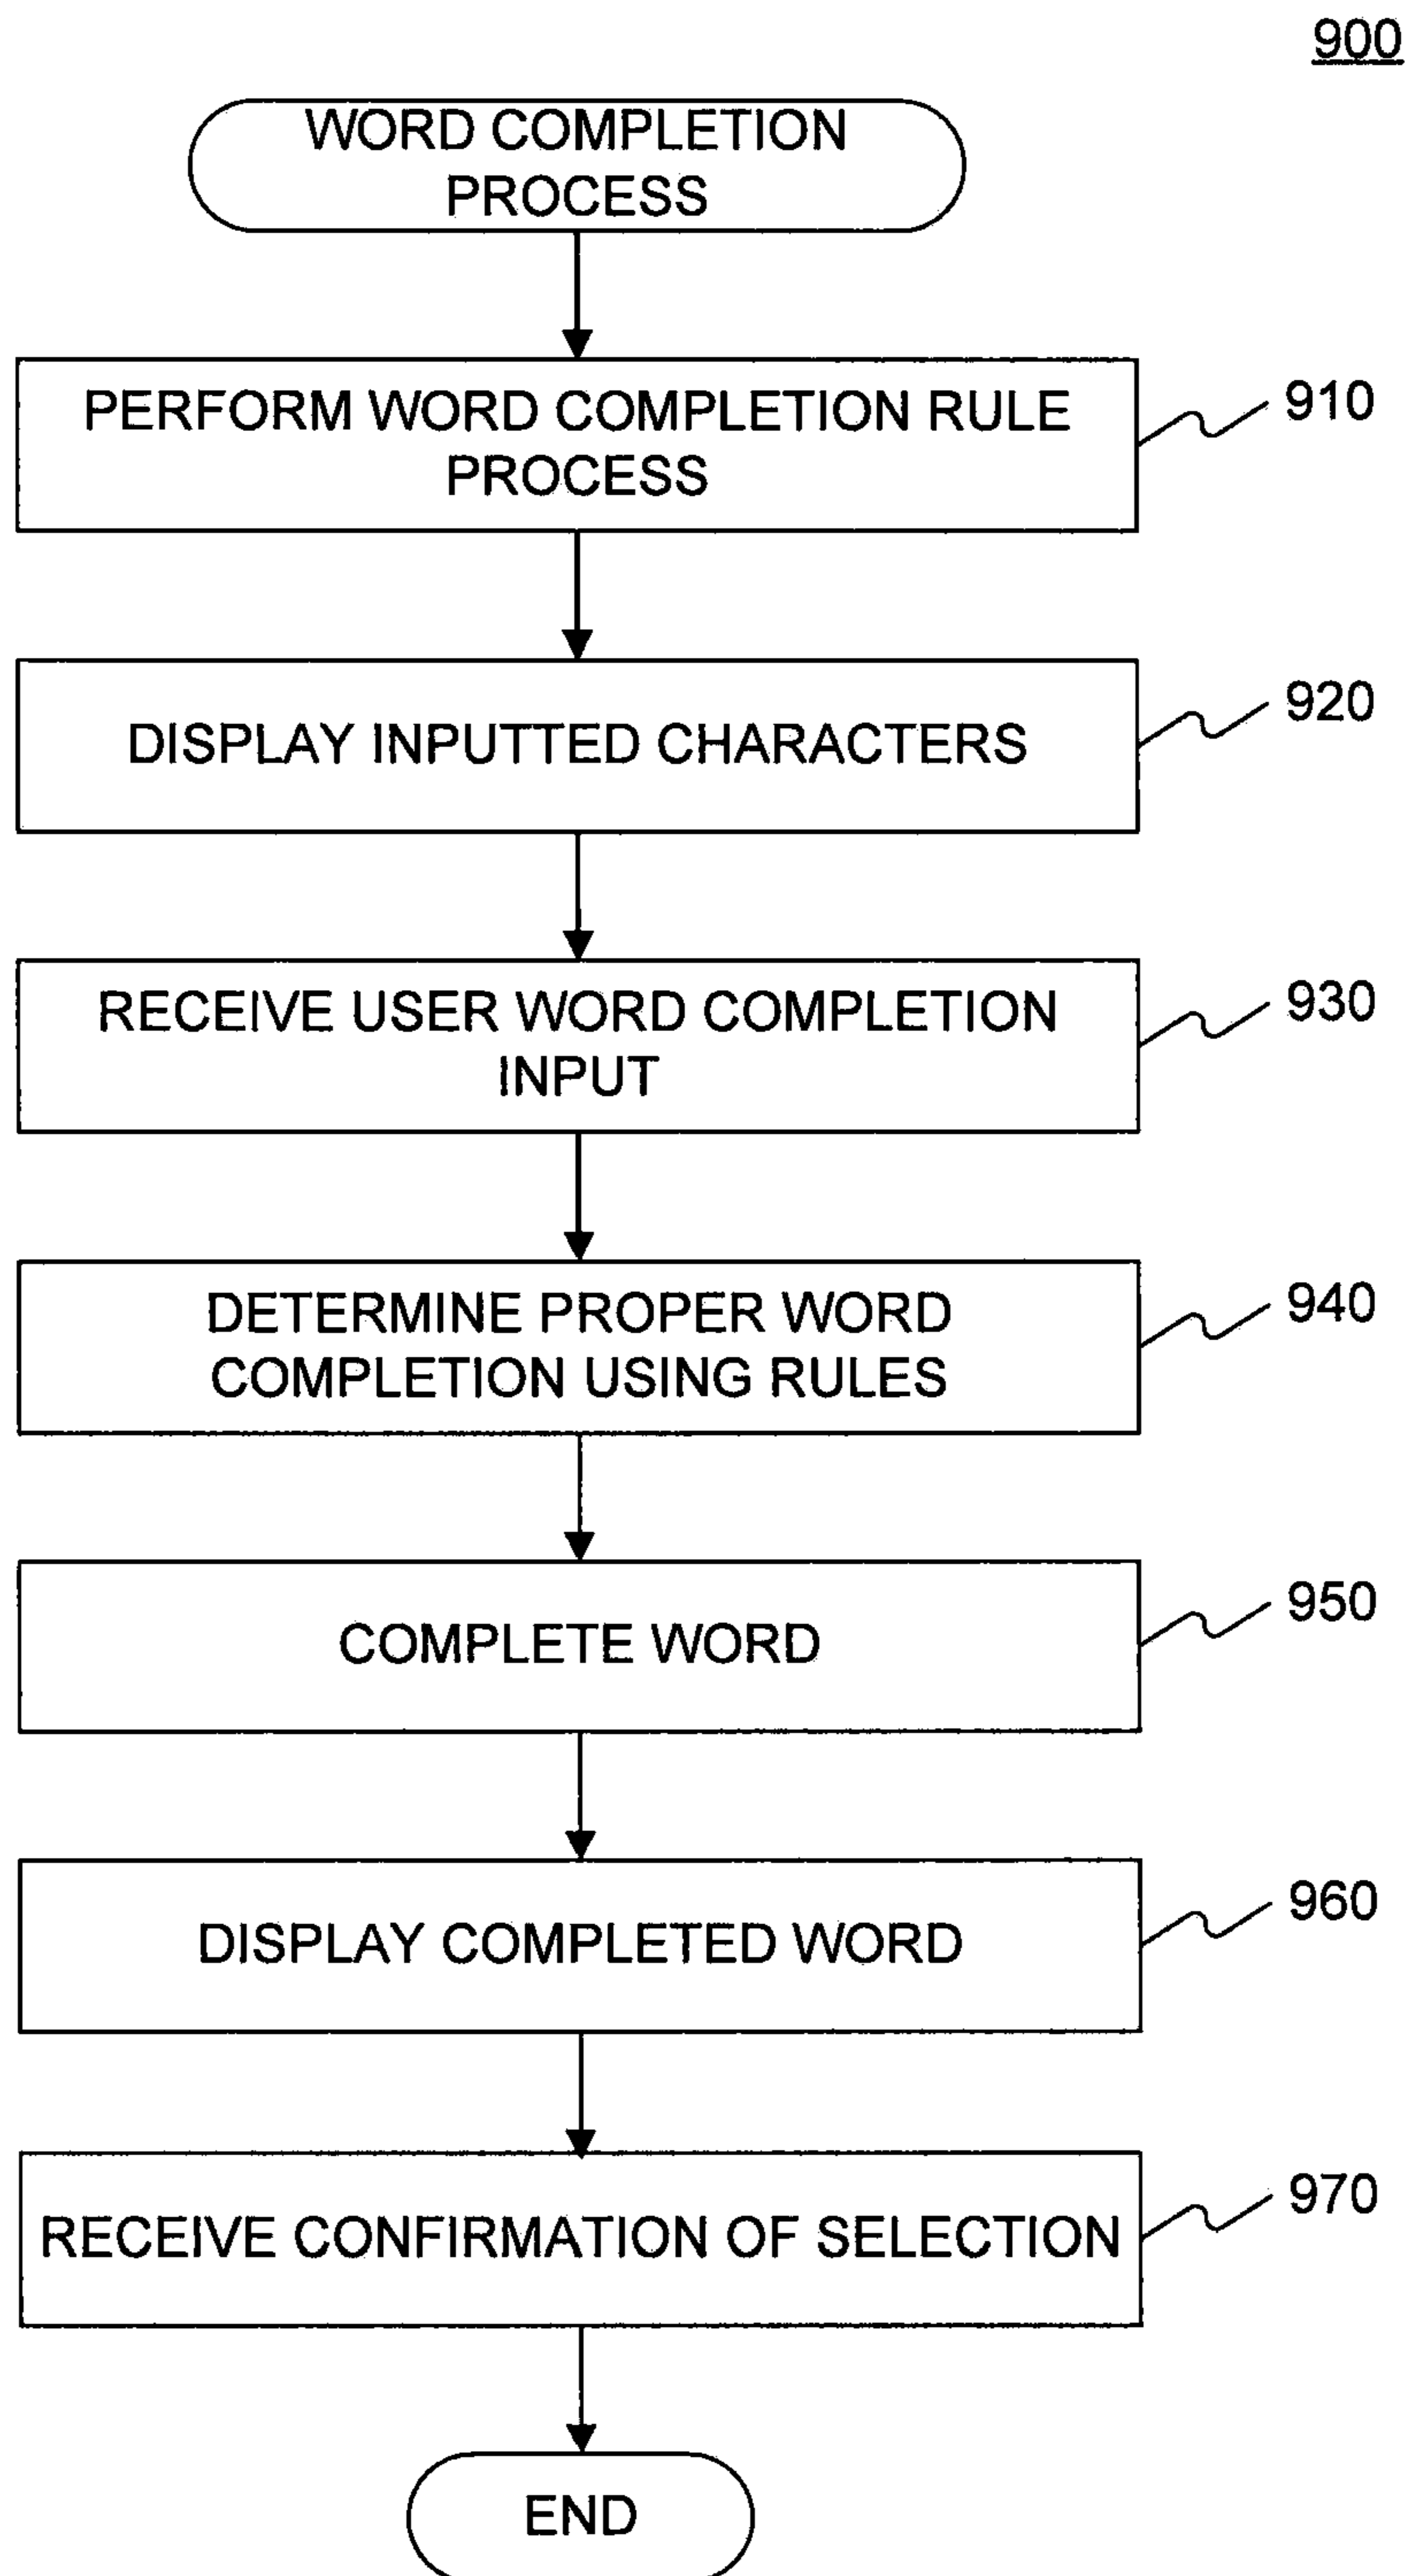 900
WORD COMPLETION
PROCESS
PERFORM WORD COMPLETION RULE
PROCESS
910
DISPLAY INPUTTED CHARACTERS
920
RECEIVE USER WORD COMPLETION
INPUT
930
DETERMINE PROPER WORD
COMPLETION USING RULES
940
COMPLETE WORD
950
DISPLAY COMPLETED WORD
960
RECEIVE CONFIRMATION OF SELECTION
970
END